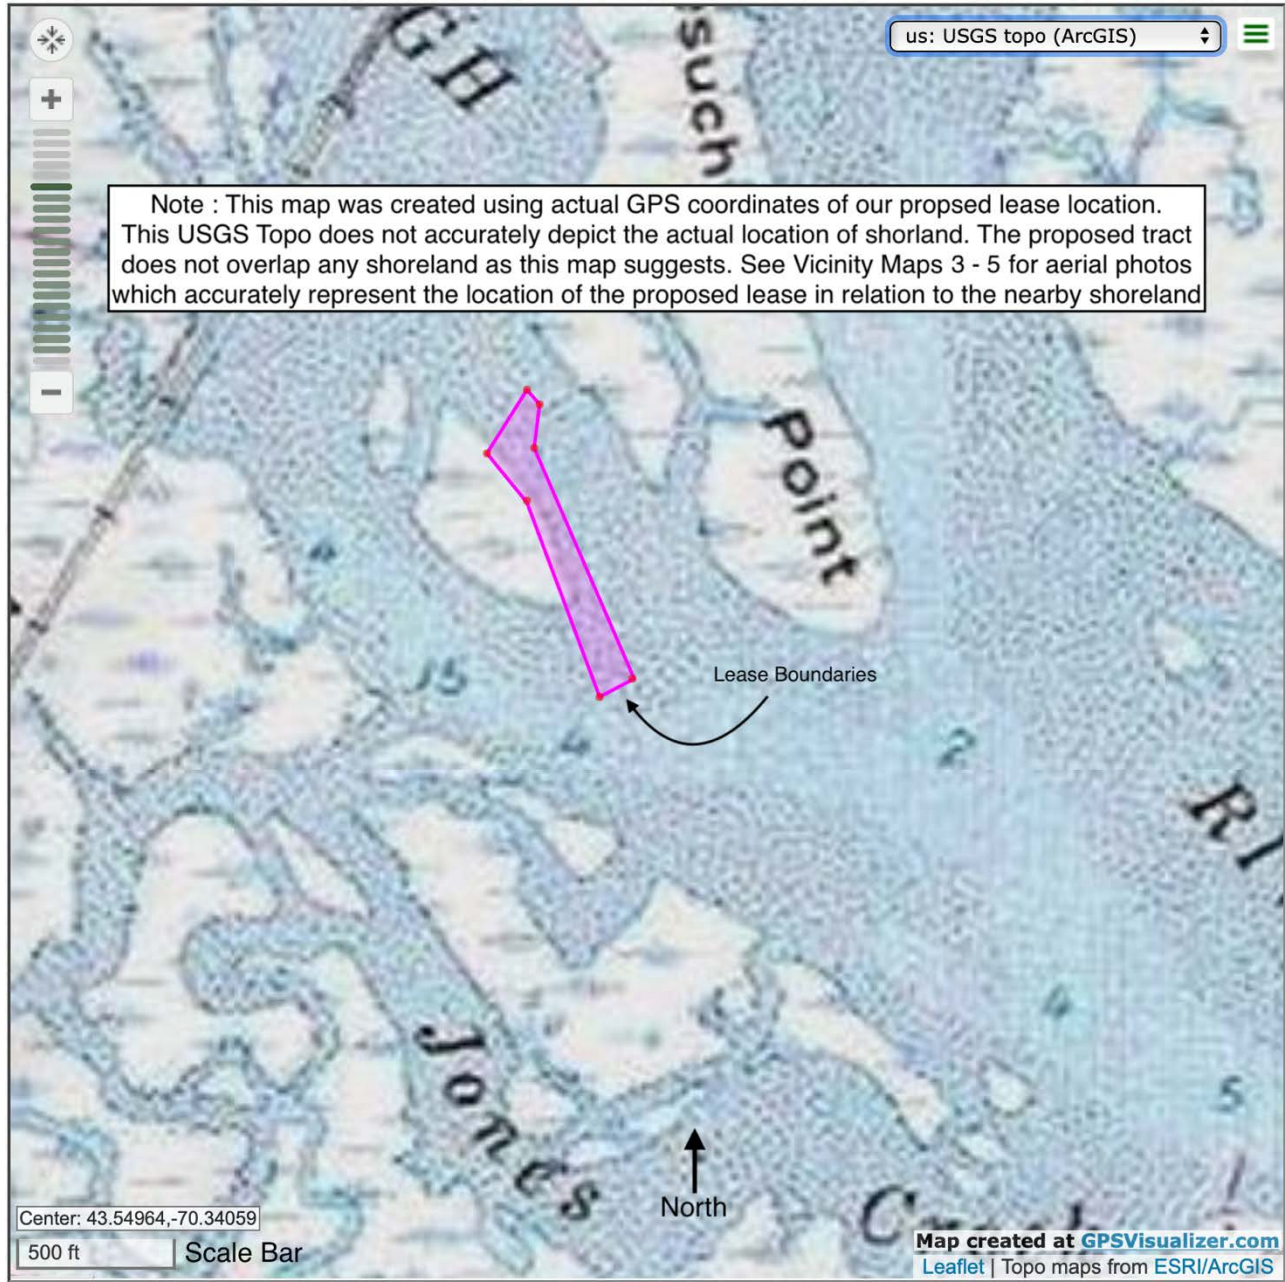 GH
such
us: USGS topo (ArcGIS)
Note : This map was created using actual GPS coordinates of our propsed lease location.
This USGS Topo does not accurately depict the actual location of shorland. The proposed tract
does not overlap any shoreland as this map suggests. See Vicinity Maps 3 - 5 for aerial photos
which accurately represent the location of the proposed lease in relation to the nearby shoreland
Point
15
Lease Boundaries
4
2
RI
5
Jones
North
Center: 43.54964,-70.34059
500 ft
Scale Bar
Map created at GPSVisualizer.com
Leaflet | Topo maps from ESRI/ArcGIS